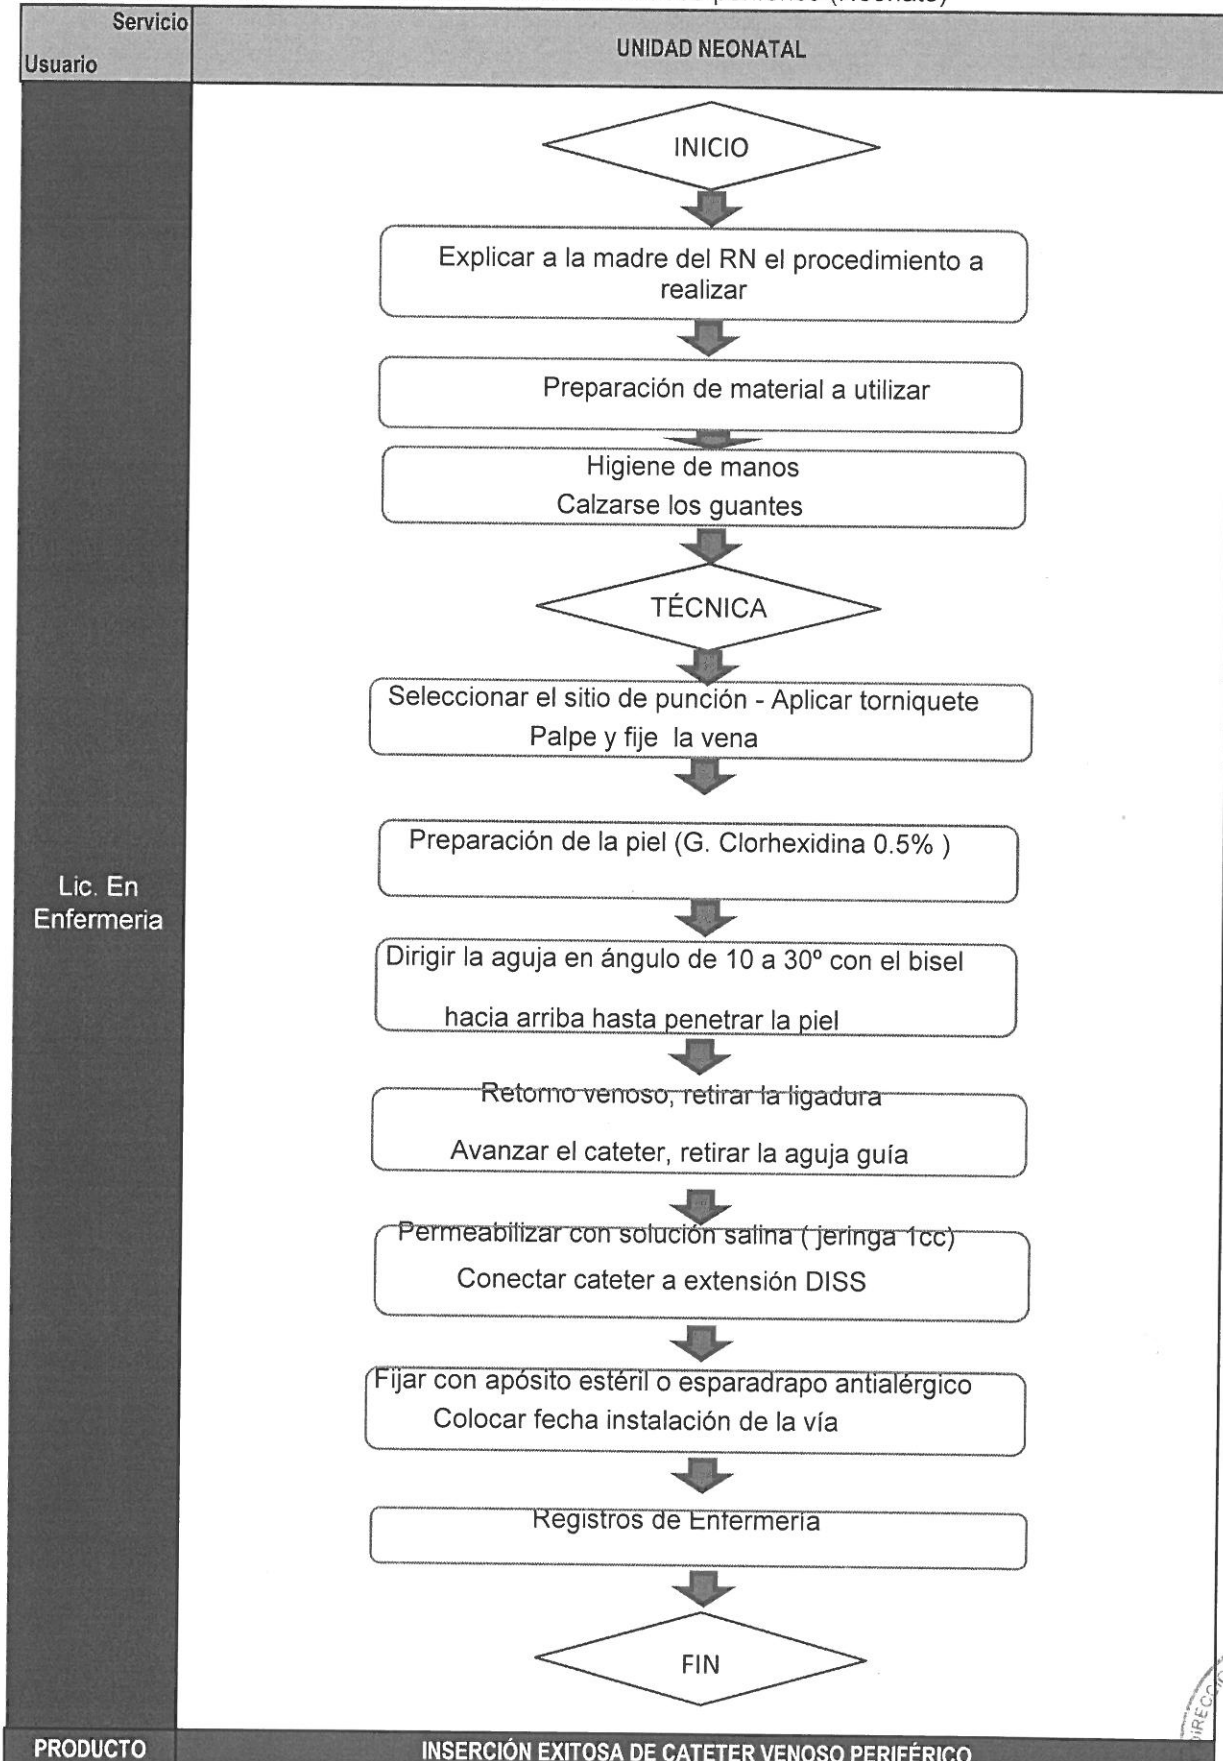 periférico (Neonato)
Servicio
Usuario
UNIDAD NEONATAL
INICIO
Explicar a la madre del RN el procedimiento a
realizar
Preparación de material a utilizar
Higiene de manos
Calzarse los guantes
TÉCNICA
Seleccionar el sitio de punción - Aplicar torniquete
Palpe y fije la vena
Preparación de la piel (G. Clorhexidina 0.5% )
Lic. En
Enfermeria
Dirigir la aguja en ángulo de 10 a 30º con el bisel
hacia arriba hasta penetrar la piel
Retorno venoso, retirar la ligadura
Avanzar el cateter, retirar la aguja guía
Permeabilizar con solución salina ( jeringa 1cc)
Conectar cateter a extensión DISS
Fijar con apósito estéril o esparadrapo antialérgico
Colocar fecha instalación de la vía
Registros de Enfermería
FIN
PRODUCTO
INSERCIÓN EXITOSA DE CATETER VENOSO PERIFÉRICO